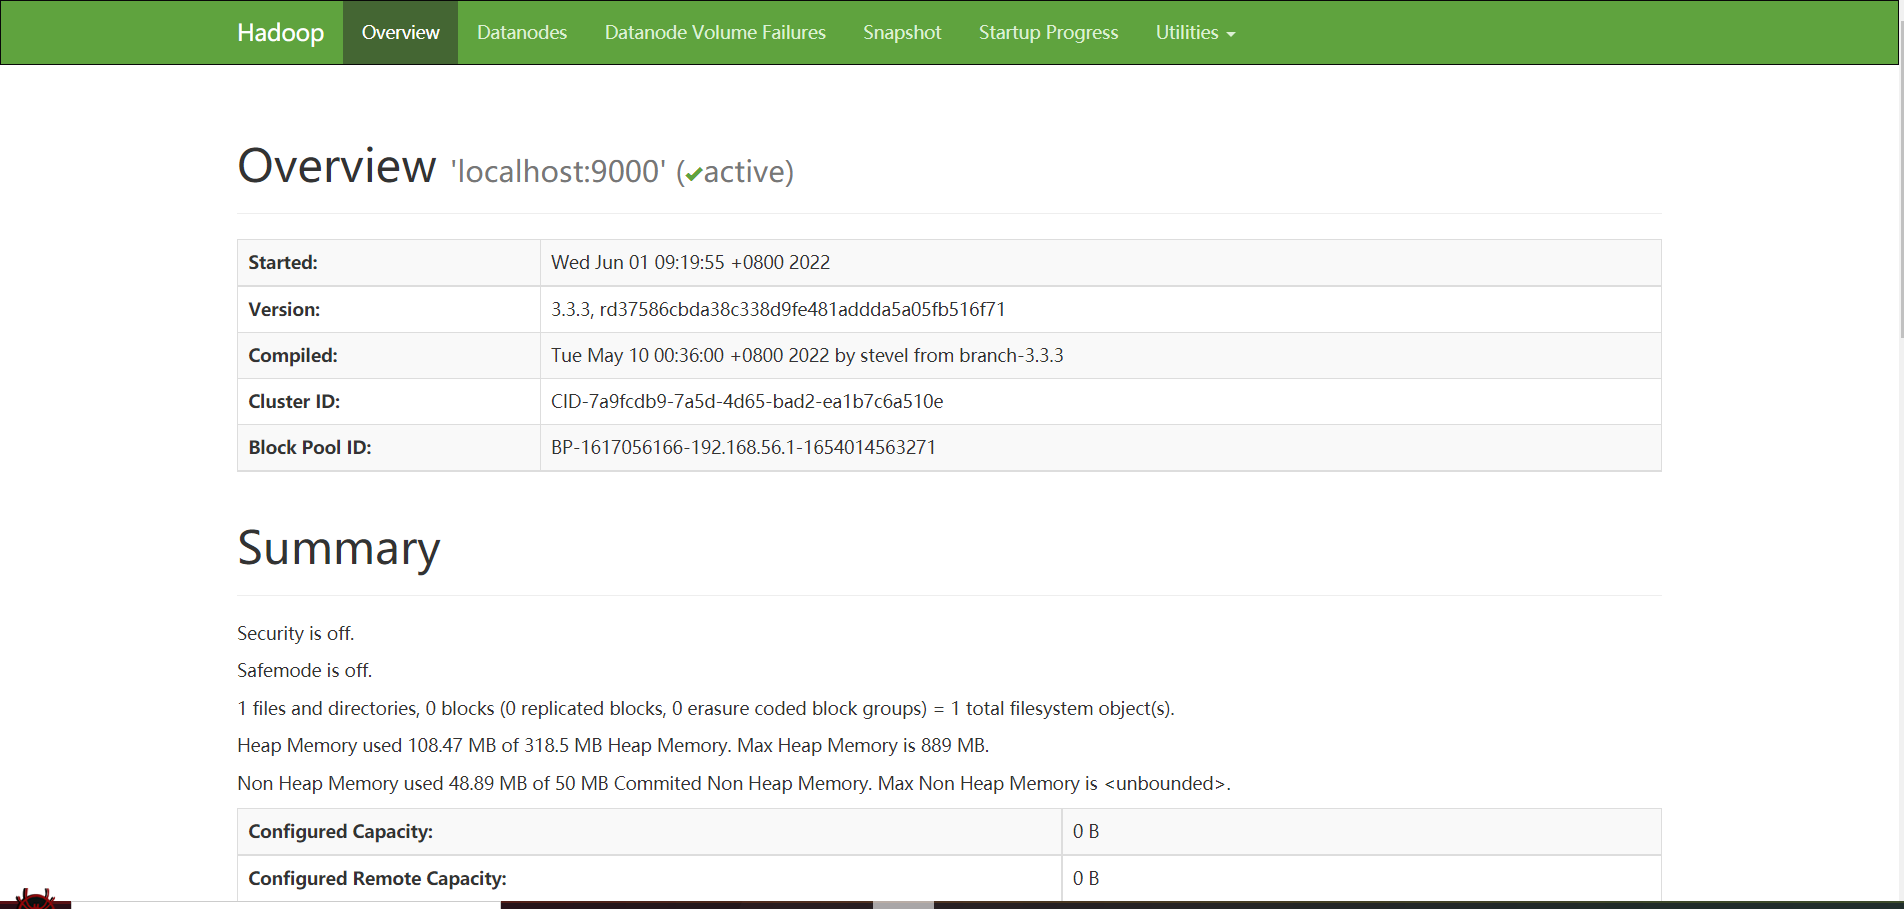 Hadoop Overview Datanodes Datanode Volume Failures Snapshot Startup Progress Utilities
Overview 'localhost:9000' (✔active)
Started: Wed Jun 01 09:19:55 +0800 2022
Version: 3.3.3, rd37586cbda38c338d9fe481addda5a05fb516f71
Compiled: Tue May 10 00:36:00 +0800 2022 by stevel from branch-3.3.3
Cluster ID: CID-7a9fcdb9-7a5d-4d65-bad2-ea1b7c6a510e
Block Pool ID: BP-1617056166-192.168.56.1-1654014563271
Summary
Security is off.
Safemode is off.
1 files and directories, 0 blocks (0 replicated blocks, 0 erasure coded block groups) = 1 total filesystem object(s).
Heap Memory used 108.47 MB of 318.5 MB Heap Memory. Max Heap Memory is 889 MB.
Non Heap Memory used 48.89 MB of 50 MB Commited Non Heap Memory. Max Non Heap Memory is <unbounded>.
Configured Capacity: 0 B
Configured Remote Capacity: 0 B